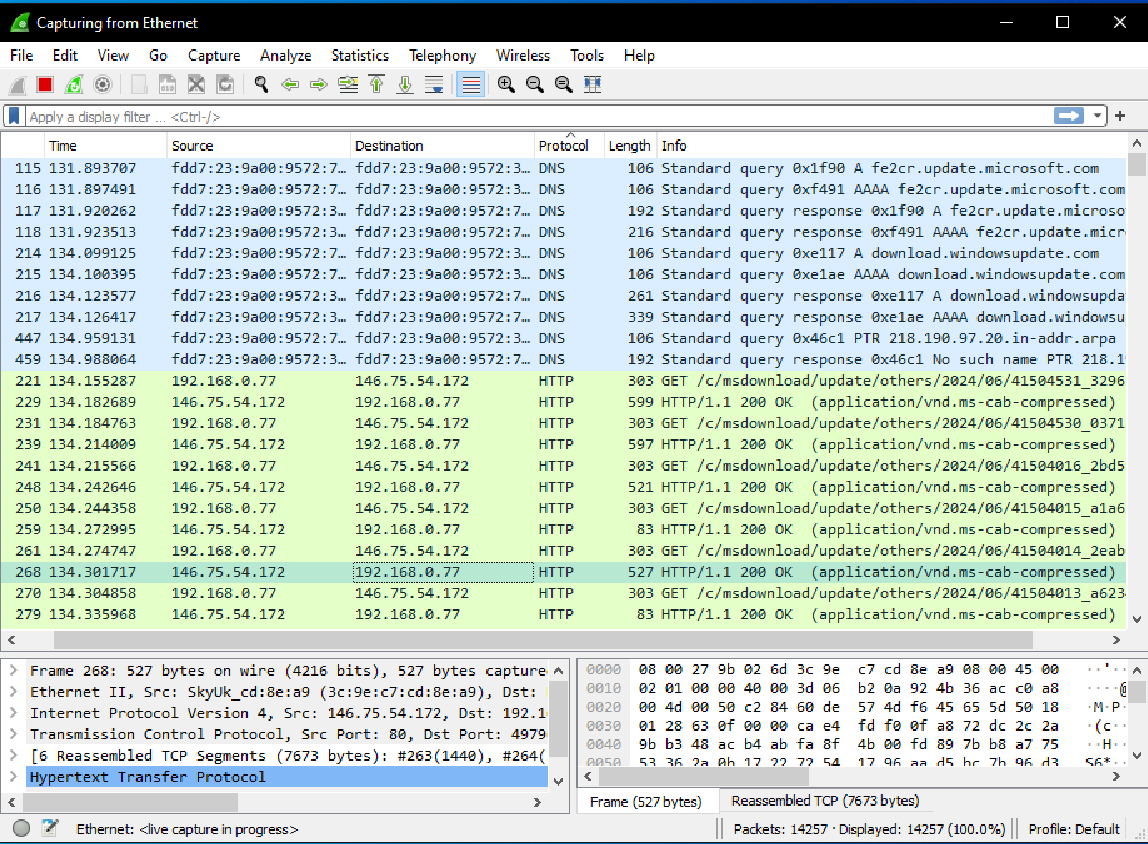 Capturing from Ethernet
File Edit View Go Capture Analyze Statistics Telephony Wireless Tools Help
Apply a display filter ... <Ctrl-/>
Time Source Destination Protocol Length Info
115 131.893707 fdd7:23:9a00:9572:7… fdd7:23:9a00:9572:3… DNS 106 Standard query 0x1f90 A fe2cr.update.microsoft.com
116 131.897491 fdd7:23:9a00:9572:7… fdd7:23:9a00:9572:3… DNS 106 Standard query 0xf491 AAAA fe2cr.update.microsoft.com
117 131.920262 fdd7:23:9a00:9572:3… fdd7:23:9a00:9572:7… DNS 192 Standard query response 0x1f90 A fe2cr.update.microso
118 131.923513 fdd7:23:9a00:9572:3… fdd7:23:9a00:9572:7… DNS 216 Standard query response 0xf491 AAAA fe2cr.update.micr
214 134.099125 fdd7:23:9a00:9572:7… fdd7:23:9a00:9572:3… DNS 106 Standard query 0xe117 A download.windowsupdate.com
215 134.100395 fdd7:23:9a00:9572:7… fdd7:23:9a00:9572:3… DNS 106 Standard query 0xe1ae AAAA download.windowsupdate.com
216 134.123577 fdd7:23:9a00:9572:3… fdd7:23:9a00:9572:7… DNS 261 Standard query response 0xe117 A download.windowsupda
217 134.126417 fdd7:23:9a00:9572:3… fdd7:23:9a00:9572:7… DNS 339 Standard query response 0xe1ae AAAA download.windowsu
447 134.959131 fdd7:23:9a00:9572:7… fdd7:23:9a00:9572:3… DNS 106 Standard query 0x46c1 PTR 218.190.97.20.in-addr.arpa
459 134.988064 fdd7:23:9a00:9572:3… fdd7:23:9a00:9572:7… DNS 192 Standard query response 0x46c1 No such name PTR 218.1
221 134.155287 192.168.0.77 146.75.54.172 HTTP 303 GET /c/msdownload/update/others/2024/06/41504531_3296
229 134.182689 146.75.54.172 192.168.0.77 HTTP 599 HTTP/1.1 200 OK (application/vnd.ms-cab-compressed)
231 134.184763 192.168.0.77 146.75.54.172 HTTP 303 GET /c/msdownload/update/others/2024/06/41504530_0371
239 134.214009 146.75.54.172 192.168.0.77 HTTP 597 HTTP/1.1 200 OK (application/vnd.ms-cab-compressed)
241 134.215566 192.168.0.77 146.75.54.172 HTTP 303 GET /c/msdownload/update/others/2024/06/41504016_2bd5
248 134.242646 146.75.54.172 192.168.0.77 HTTP 521 HTTP/1.1 200 OK (application/vnd.ms-cab-compressed)
250 134.244358 192.168.0.77 146.75.54.172 HTTP 303 GET /c/msdownload/update/others/2024/06/41504015_a1a6
259 134.272995 146.75.54.172 192.168.0.77 HTTP 83 HTTP/1.1 200 OK (application/vnd.ms-cab-compressed)
261 134.274747 192.168.0.77 146.75.54.172 HTTP 303 GET /c/msdownload/update/others/2024/06/41504014_2eab
268 134.301717 146.75.54.172 192.168.0.77 HTTP 527 HTTP/1.1 200 OK (application/vnd.ms-cab-compressed)
270 134.304858 192.168.0.77 146.75.54.172 HTTP 303 GET /c/msdownload/update/others/2024/06/41504013_a623
279 134.335968 146.75.54.172 192.168.0.77 HTTP 83 HTTP/1.1 200 OK (application/vnd.ms-cab-compressed)
Frame 268: 527 bytes on wire (4216 bits), 527 bytes capture
Ethernet II, Src: SkyUk_cd:8e:a9 (3c:9e:c7:cd:8e:a9), Dst:
Internet Protocol Version 4, Src: 146.75.54.172, Dst: 192.1
Transmission Control Protocol, Src Port: 80, Dst Port: 4979
[6 Reassembled TCP Segments (7673 bytes): #263(1440), #264(
Hypertext Transfer Protocol
0000 08 00 27 9b 02 6d 3c 9e c7 cd 8e a9 08 00 45 00 ··'··
0010 02 01 00 00 40 00 3d 06 b2 0a 92 4b 36 ac c0 a8 ····@
0020 00 4d 00 50 c2 84 60 de 57 4d f6 45 65 5d 50 18 ·M·P·
0030 01 28 63 0f 00 00 ca e4 fd f0 0f a8 72 dc 2c 2a ·(c··
0040 9b b3 48 ac b4 ab fa 8f 4b 00 fd 89 7b b8 a7 75 ··H··
0050 53 36 2a 0b 17 22 72 54 17 96 aa d5 bc 7b 96 d3 S6*··
Frame (527 bytes) Reassembled TCP (7673 bytes)
Ethernet: <live capture in progress> Packets: 14257 · Displayed: 14257 (100.0%) Profile: Default